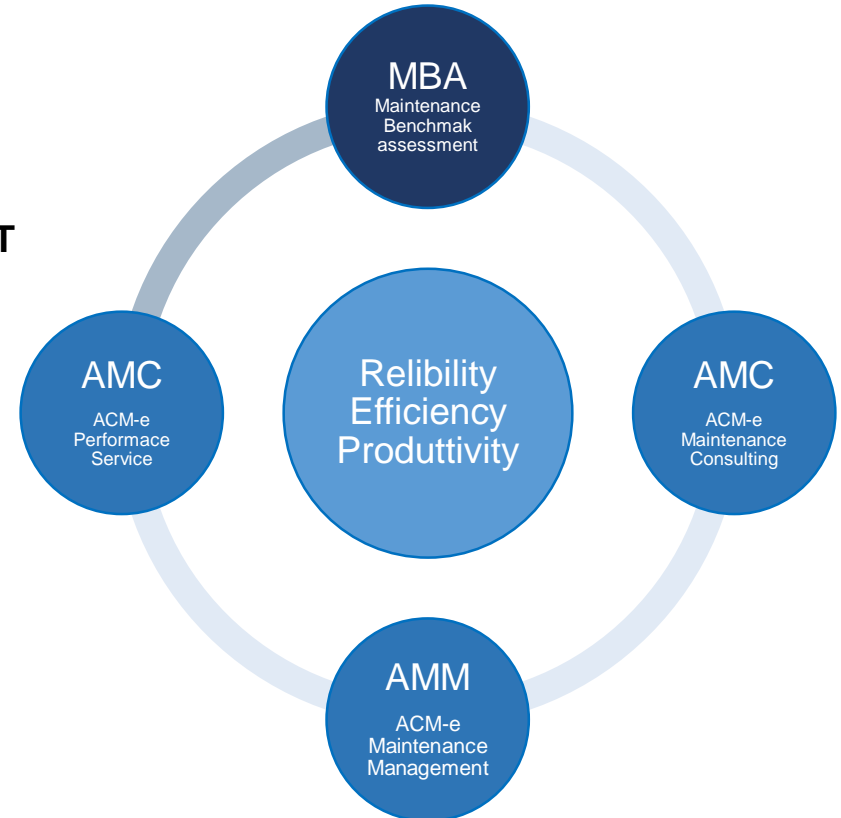 MBA
Maintenance
Benchmak
assessment
T
AMC
ACM-e
Performace
Service
Relibility
Efficiency
Produttivity
AMC
ACM-e
Maintenance
Consulting
AMM
ACM-e
Maintenance
Management